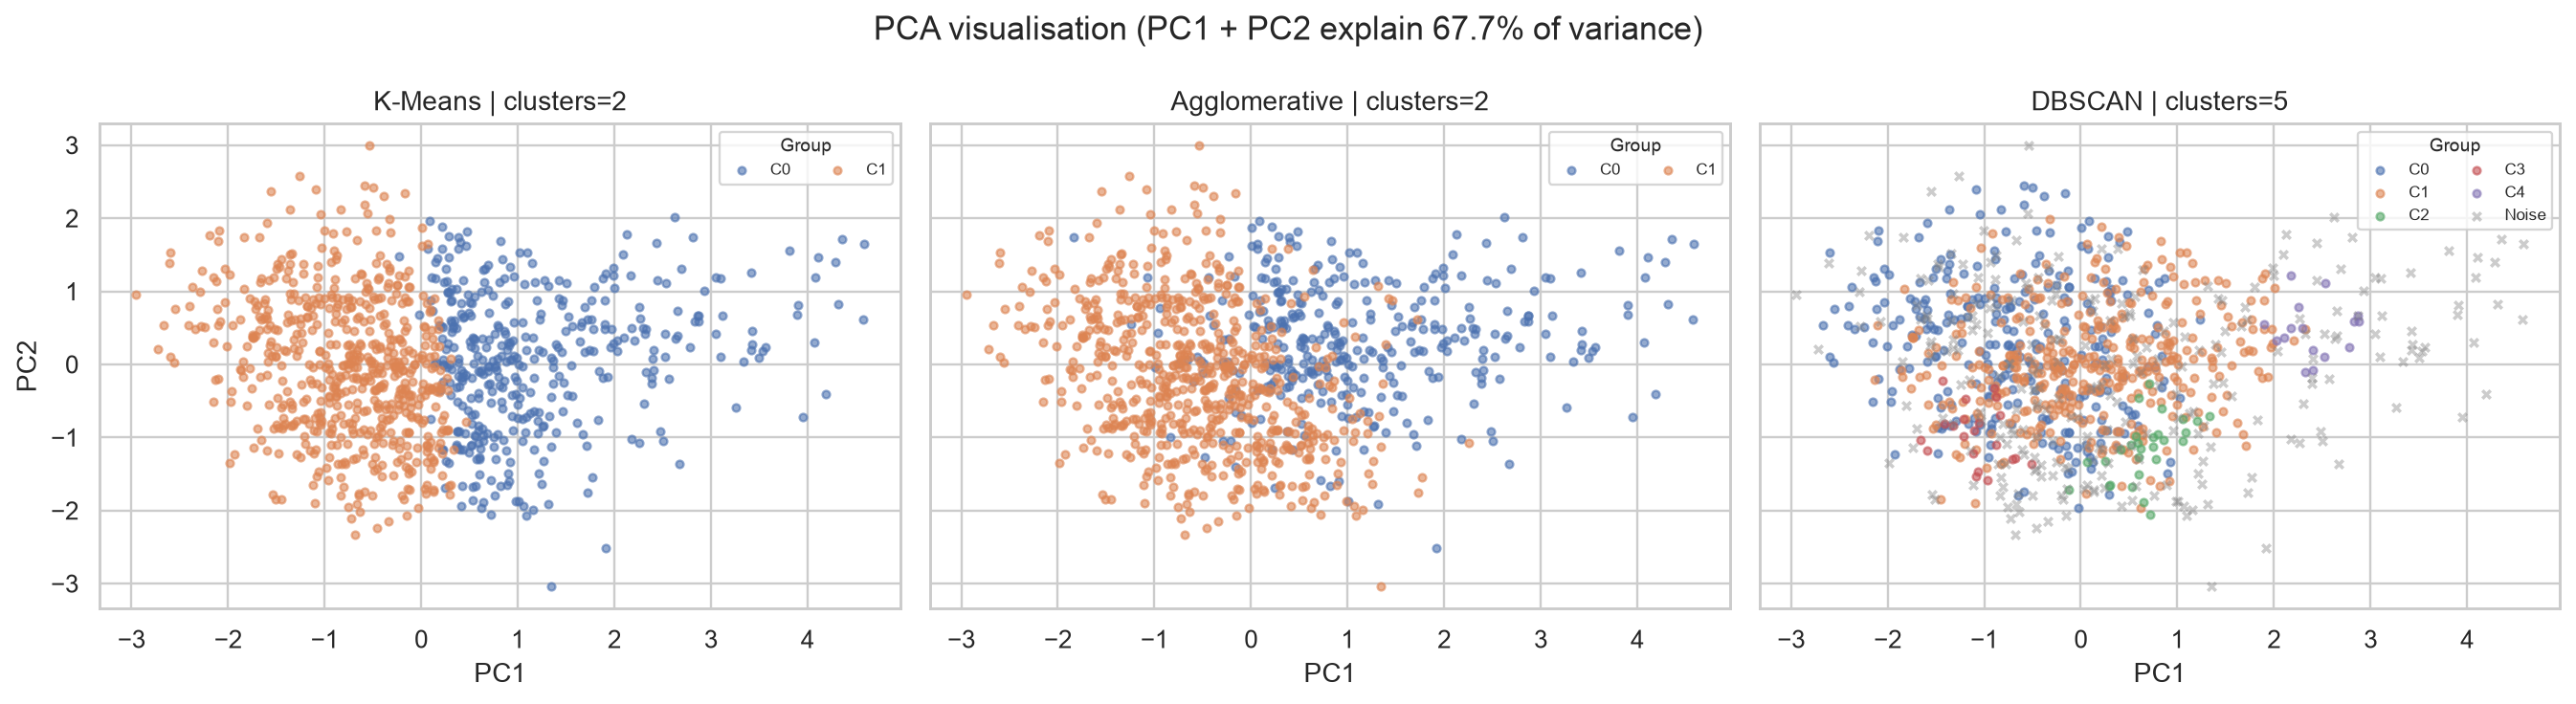 PCA visualisation (PC1 + PC2 explain 67.7% of variance)
K-Means | clusters=2
Group
C0 C1
3
2
1
0
−1
−2
−3
PC2
−3 −2 −1 0 1 2 3 4
PC1
Agglomerative | clusters=2
Group
C0 C1
−3 −2 −1 0 1 2 3 4
PC1
DBSCAN | clusters=5
Group
C0 C3
C1 C4
C2 Noise
−3 −2 −1 0 1 2 3 4
PC1